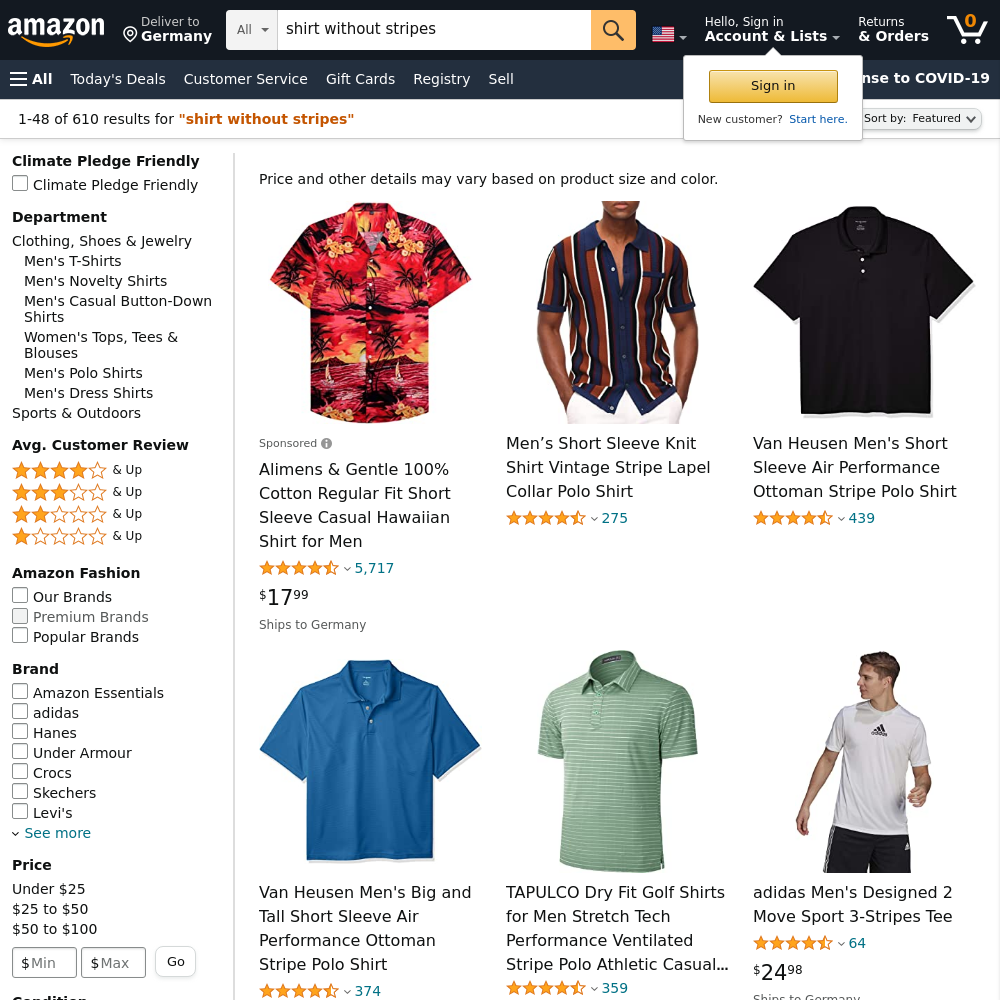 amazon
Deliver to
Germany
All
shirt without stripes
Hello, Sign in
Account & Lists
Returns
& Orders
0
All
Today's Deals
Customer Service
Gift Cards
Registry
Sell
nse to COVID-19
Sign in
New customer? Start here.
1-48 of 610 results for "shirt without stripes"
Sort by: Featured
Climate Pledge Friendly
Climate Pledge Friendly
Department
Clothing, Shoes & Jewelry
Men's T-Shirts
Men's Novelty Shirts
Men's Casual Button-Down
Shirts
Women's Tops, Tees &
Blouses
Men's Polo Shirts
Men's Dress Shirts
Sports & Outdoors
Avg. Customer Review
& Up
& Up
& Up
& Up
Amazon Fashion
Our Brands
Premium Brands
Popular Brands
Brand
Amazon Essentials
adidas
Hanes
Under Armour
Crocs
Skechers
Levi's
See more
Price
Under $25
$25 to $50
$50 to $100
$ Min
$ Max
Go
Price and other details may vary based on product size and color.
Sponsored
Alimens & Gentle 100%
Cotton Regular Fit Short
Sleeve Casual Hawaiian
Shirt for Men
5,717
$17 99
Ships to Germany
Men’s Short Sleeve Knit
Shirt Vintage Stripe Lapel
Collar Polo Shirt
275
Van Heusen Men's Short
Sleeve Air Performance
Ottoman Stripe Polo Shirt
439
Van Heusen Men's Big and
Tall Short Sleeve Air
Performance Ottoman
Stripe Polo Shirt
374
TAPULCO Dry Fit Golf Shirts
for Men Stretch Tech
Performance Ventilated
Stripe Polo Athletic Casual...
359
adidas
adidas Men's Designed 2
Move Sport 3-Stripes Tee
64
$24 98
Ships to Germany